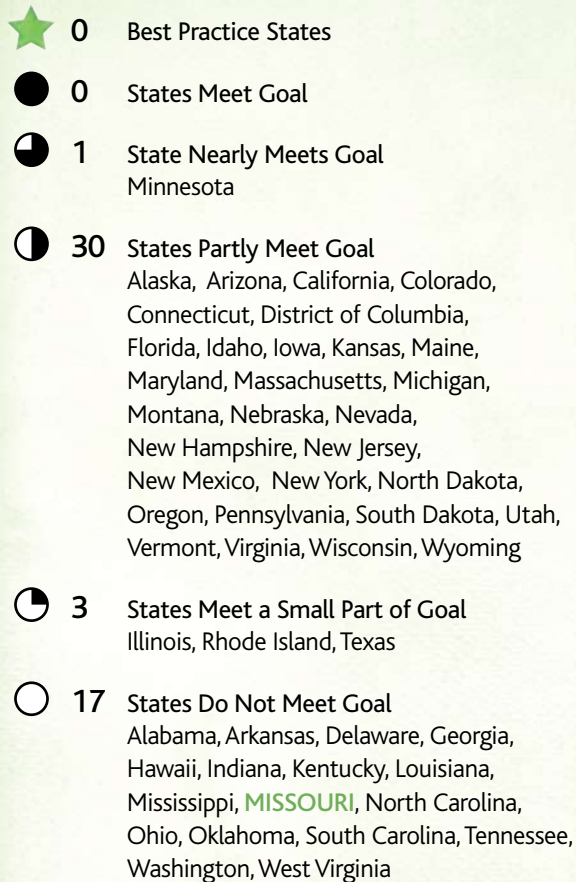 0 Best Practice States
0 States Meet Goal
1 State Nearly Meets Goal
Minnesota
30 States Partly Meet Goal
Alaska, Arizona, California, Colorado,
Connecticut, District of Columbia,
Florida, Idaho, Iowa, Kansas, Maine,
Maryland, Massachusetts, Michigan,
Montana, Nebraska, Nevada,
New Hampshire, New Jersey,
New Mexico, New York, North Dakota,
Oregon, Pennsylvania, South Dakota, Utah,
Vermont, Virginia, Wisconsin, Wyoming
3 States Meet a Small Part of Goal
Illinois, Rhode Island, Texas
17 States Do Not Meet Goal
Alabama, Arkansas, Delaware, Georgia,
Hawaii, Indiana, Kentucky, Louisiana,
Mississippi, MISSOURI, North Carolina,
Ohio, Oklahoma, South Carolina, Tennessee,
Washington, West Virginia